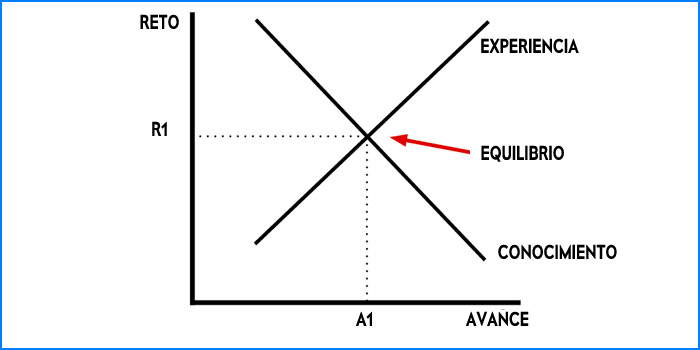 RETO
EXPERIENCIA
R1
EQUILIBRIO
CONOCIMIENTO
A1
AVANCE